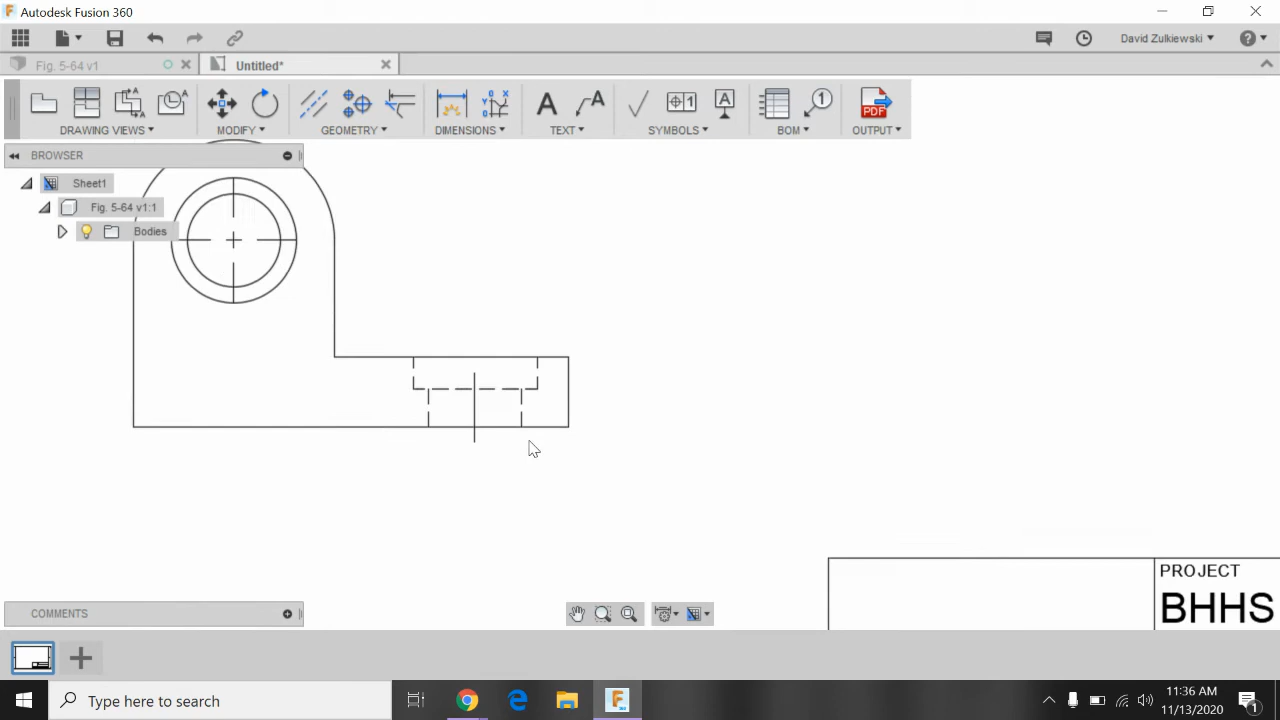 Autodesk Fusion 360
David Zulkiewski
Fig. 5-64 v1
Untitled*
DRAWING VIEWS
MODIFY
GEOMETRY
DIMENSIONS
TEXT
SYMBOLS
BOM
OUTPUT
BROWSER
Sheet1
Fig. 5-64 v1:1
Bodies
PROJECT
BHHS
COMMENTS
Type here to search
11:36 AM
11/13/2020